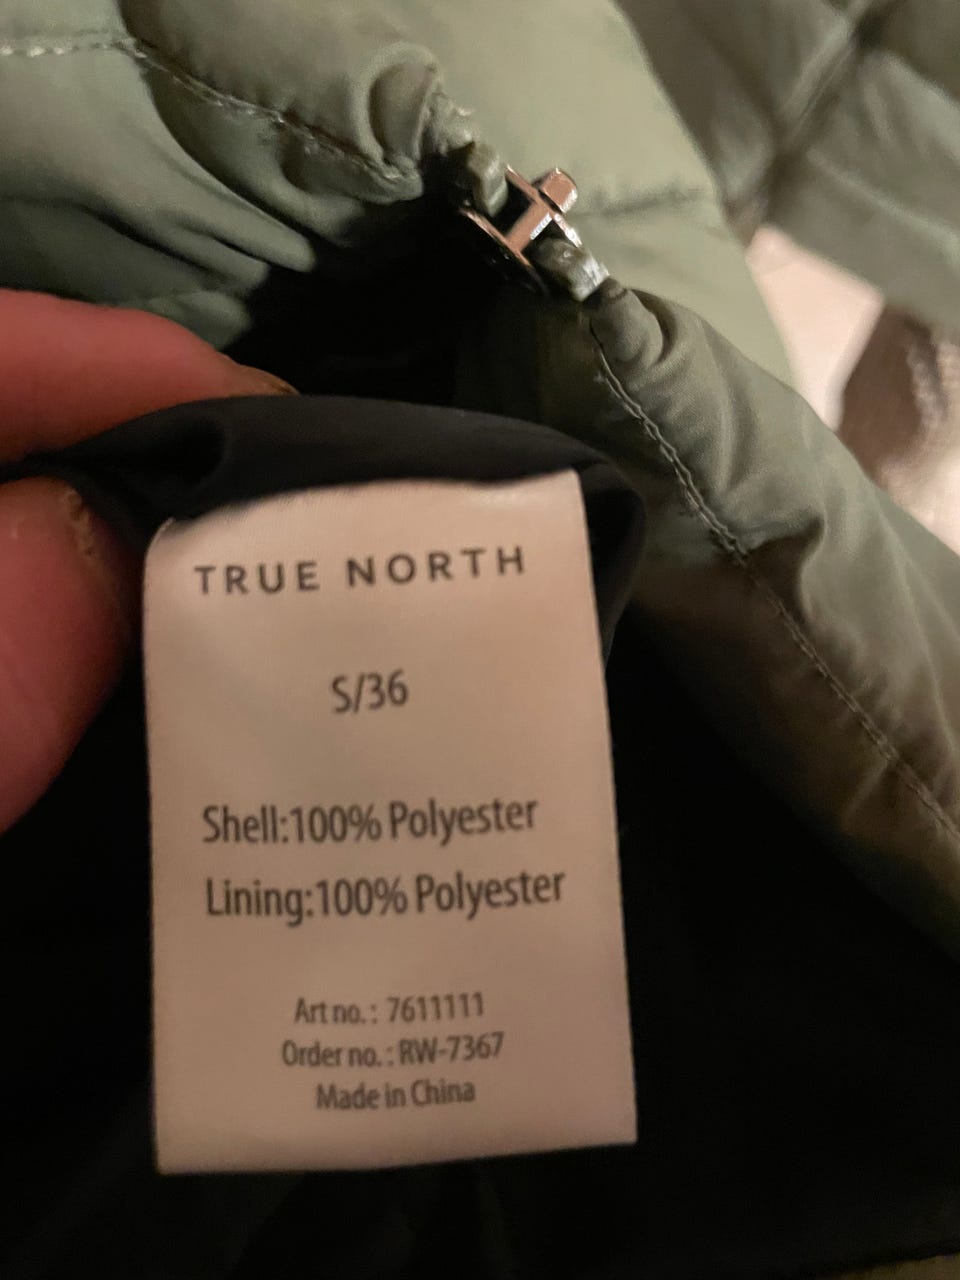 TRUE NORTH
S/36
Shell:100% Polyester
Lining:100% Polyester
Art no.: 7611111
Order no.: RW-7367
Made in China